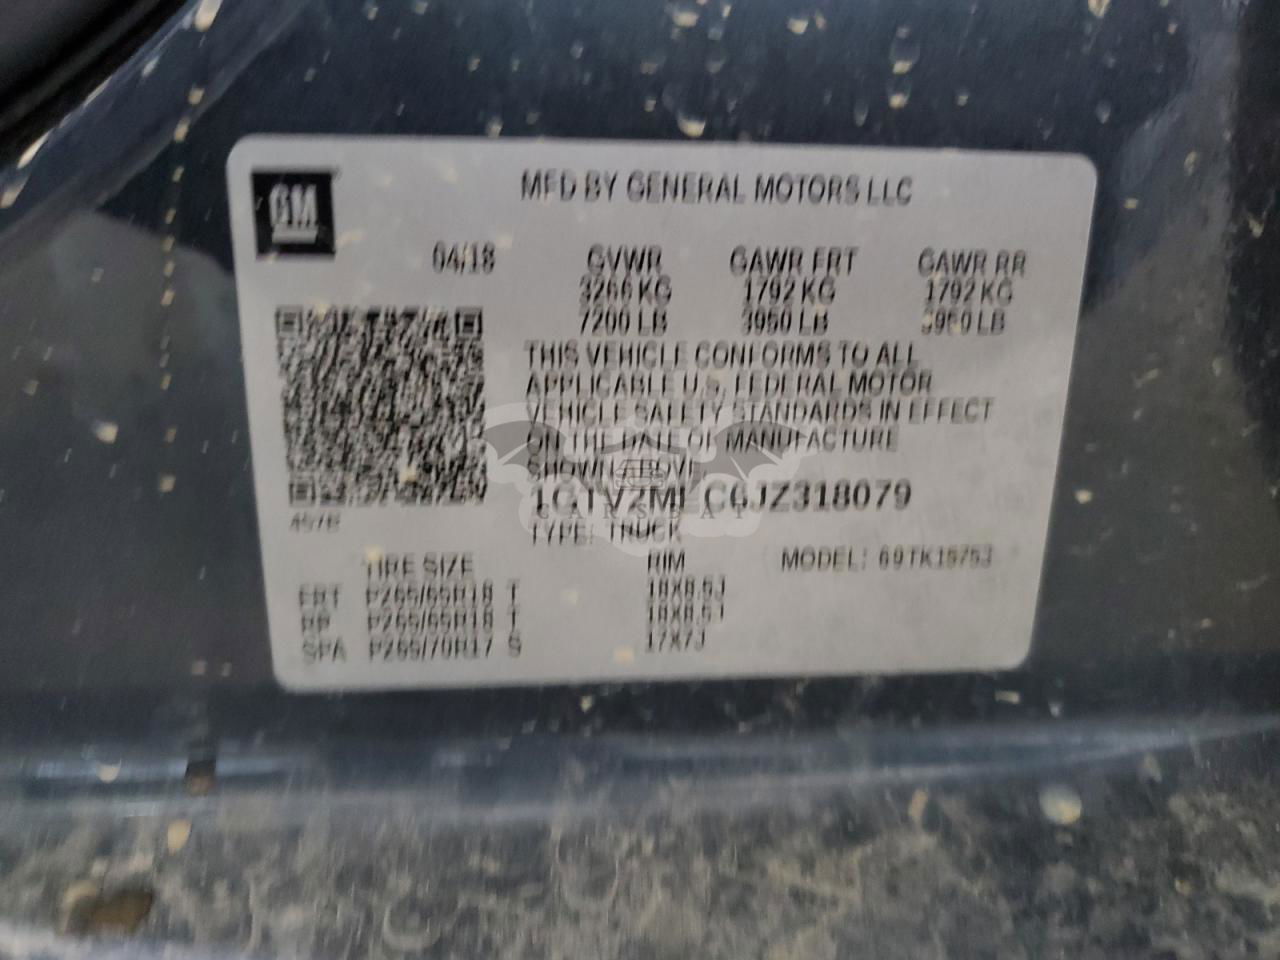 GM
MFD BY GENERAL MOTORS LLC
04/18 GVWR GAWR FRT GAWR RR
3266 KG 1792 KG 1792 KG
7200 LB 3950 LB 3950 LB
THIS VEHICLE CONFORMS TO ALL
APPLICABLE U.S. FEDERAL MOTOR
VEHICLE SAFETY STANDARDS IN EFFECT
ON THE DATE OF MANUFACTURE
SHOWN ABOVE.
CARSBAT
TYPE: TRUCK
TIRE SIZE RIM MODEL:
FRT P265/65R18 T 18X8.5J
RR P265/65R18 T 18X8.5J
SPA P265/70R17 S 17X7J